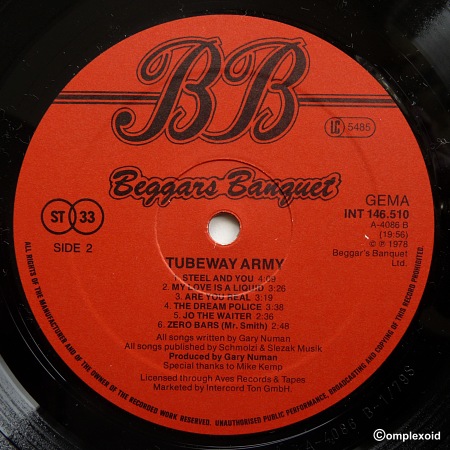 BB
LC 5485
Beggars Banquet
GEMA
INT 146.510
A-4086 B
(19:56)
© ℗ 1978
Beggar's Banquet
Ltd.
ST 33
SIDE 2
TUBEWAY ARMY
1. STEEL AND YOU 4:09
2. MY LOVE IS A LIQUID 3:26
3. ARE YOU REAL 3:19
4. THE DREAM POLICE 3:38
5. JO THE WAITER 2:36
6. ZERO BARS (Mr. Smith) 2:48
All songs written by Gary Numan
All songs published by Schmolzi & Slezak Musik
Produced by Gary Numan
Special thanks to Mike Kemp
Licensed through Aves Records & Tapes
Marketed by Intercord Ton GmbH.
ALL RIGHTS OF THE MANUFACTURER AND OF THE OWNER OF THE RECORDED WORK RESERVED. UNAUTHORISED PUBLIC PERFORMANCE, BROADCASTING AND COPYING OF THIS RECORD PROHIBITED.
©omplexoid